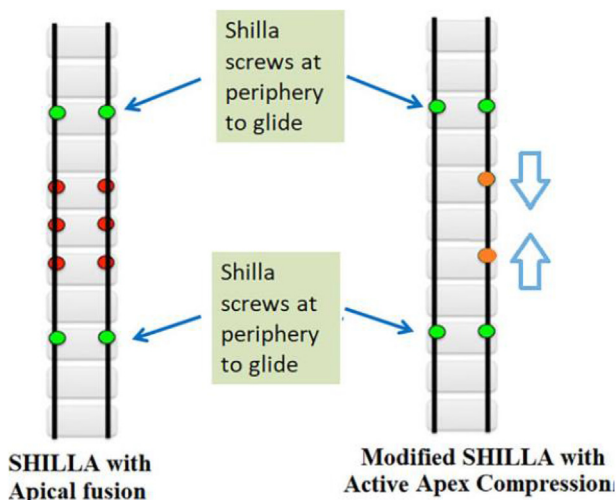 Shilla
screws at
periphery
to glide
Shilla
screws at
periphery
to glide
SHILLA with
Apical fusion
Modified SHILLA with
Active Apex Compression